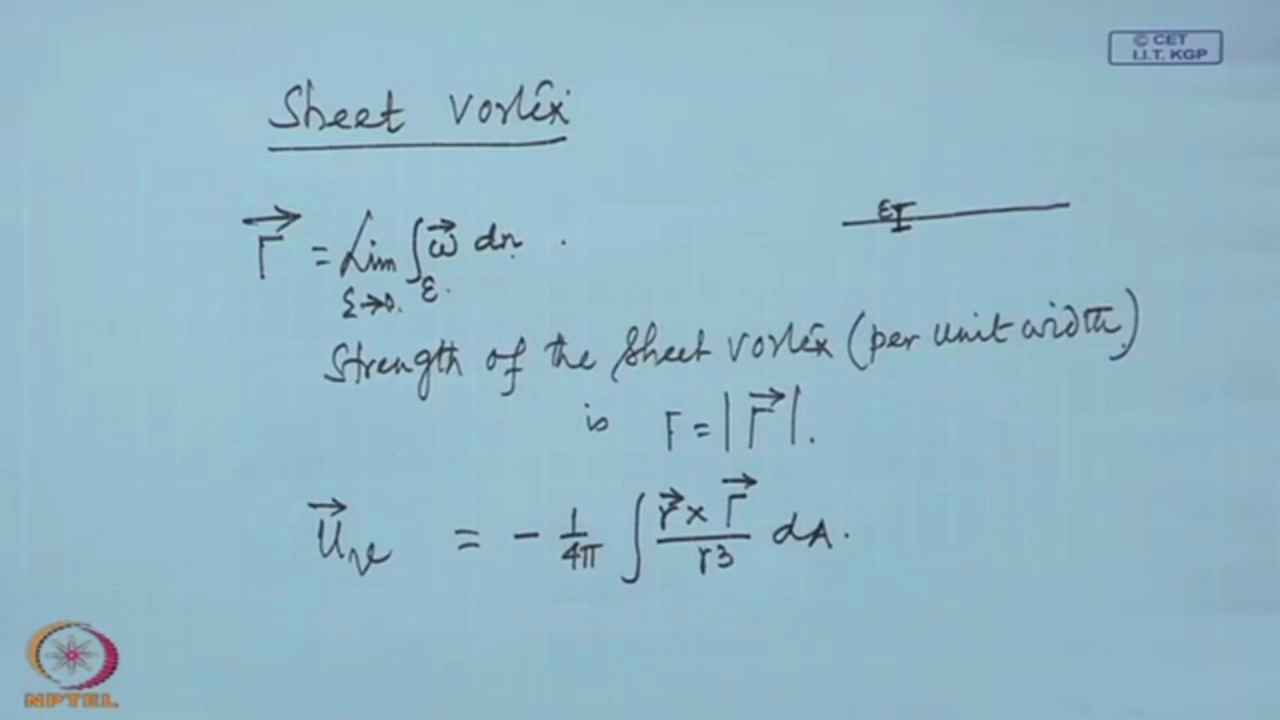 © CET
I.I.T. KGP
Sheet vortex
Γ⃗ = Lim ∫ ω⃗ dn.
ε→0. ε.
ε
Strength of the sheet vortex (per unit width)
is Γ = |Γ⃗|.
u⃗ᵥ = - 1/4π ∫ r⃗ × Γ⃗ / r3 dA.
NPTEL